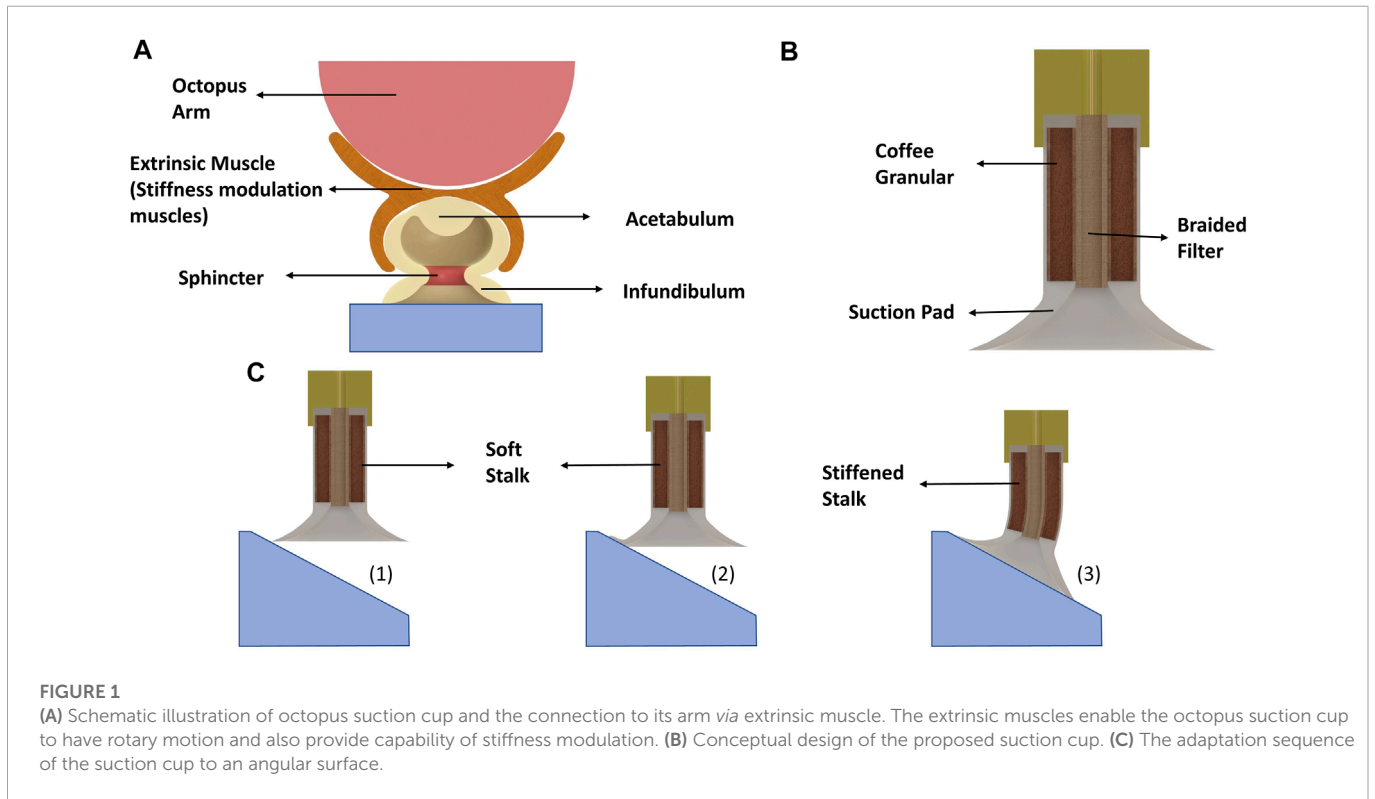 A
Octopus
Arm
Extrinsic Muscle
(Stiffness modulation
muscles)
Sphincter
Acetabulum
Infundibulum
B
Coffee
Granular
Braided
Filter
Suction Pad
C
Soft
Stalk
Stiffened
Stalk
(1)
(2)
(3)
FIGURE 1
(A) Schematic illustration of octopus suction cup and the connection to its arm via extrinsic muscle. The extrinsic muscles enable the octopus suction cup
to have rotary motion and also provide capability of stiffness modulation. (B) Conceptual design of the proposed suction cup. (C) The adaptation sequence
of the suction cup to an angular surface.